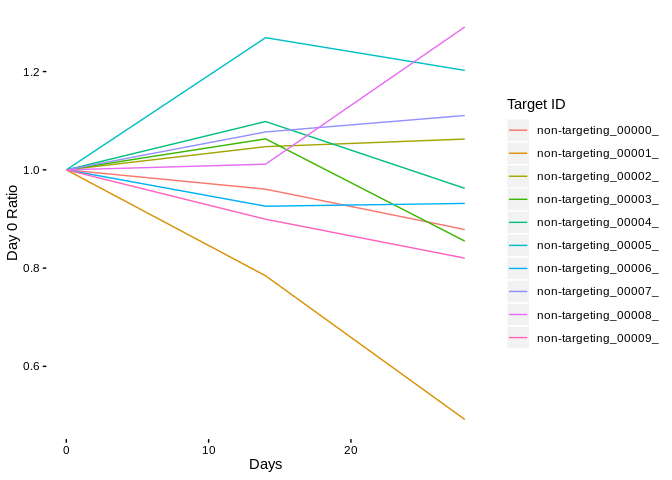 1.2
1.0
0.8
0.6
Day 0 Ratio
0
10
20
Days
Target ID
non-targeting_00000_
non-targeting_00001_
non-targeting_00002_
non-targeting_00003_
non-targeting_00004_
non-targeting_00005_
non-targeting_00006_
non-targeting_00007_
non-targeting_00008_
non-targeting_00009_